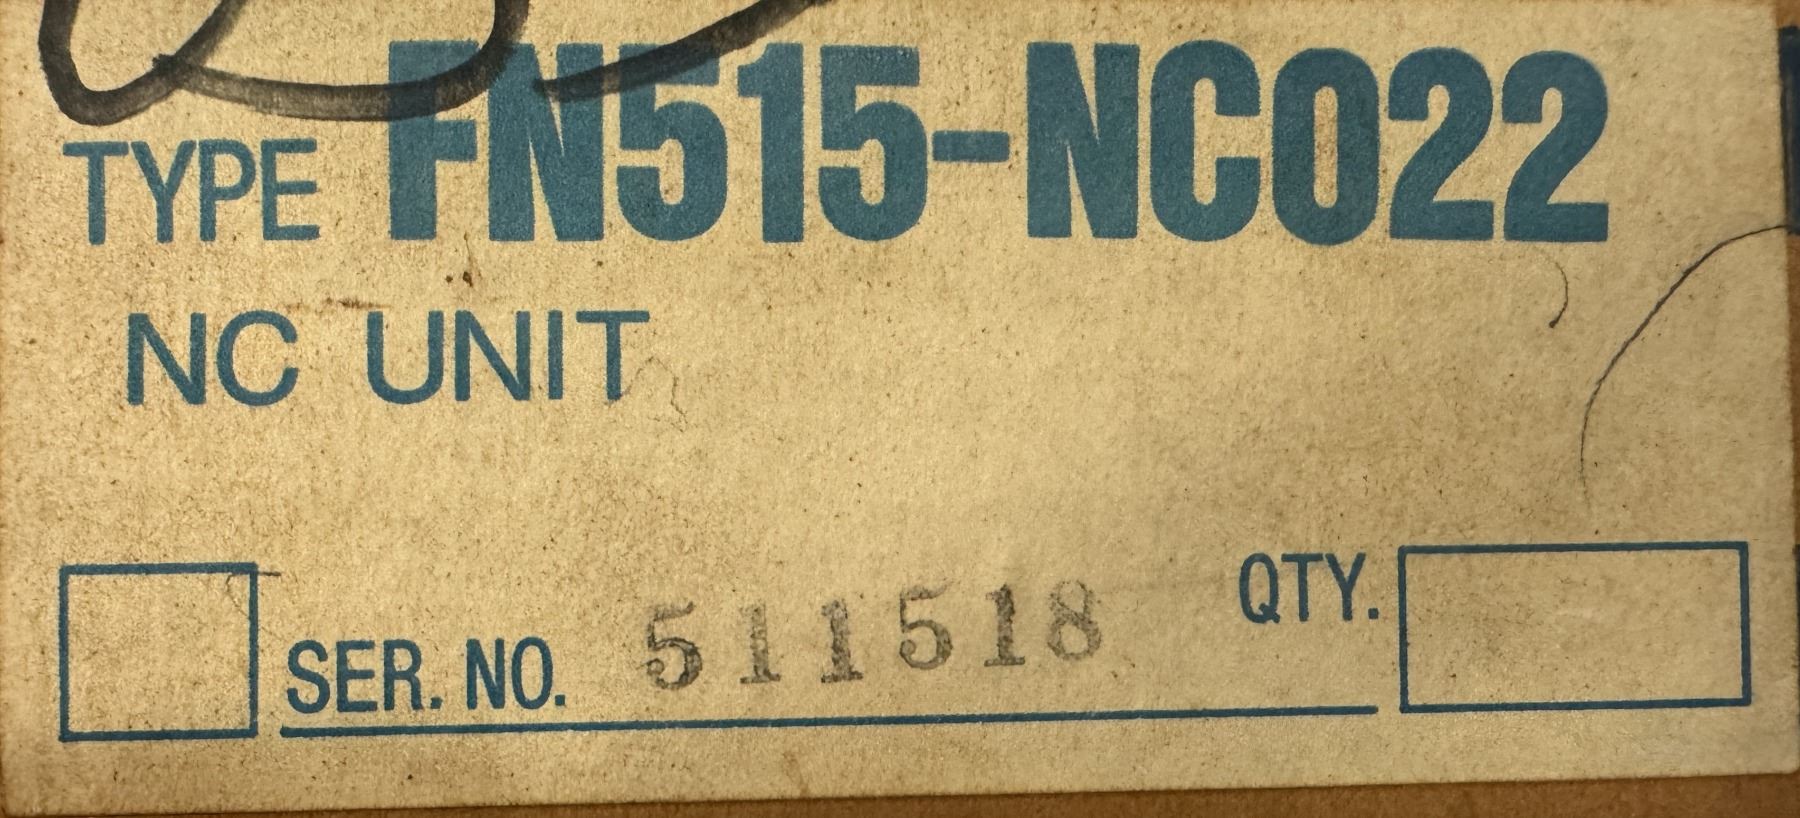 TYPE FN515-NC022
NC UNIT
SER. NO. 511518
QTY.